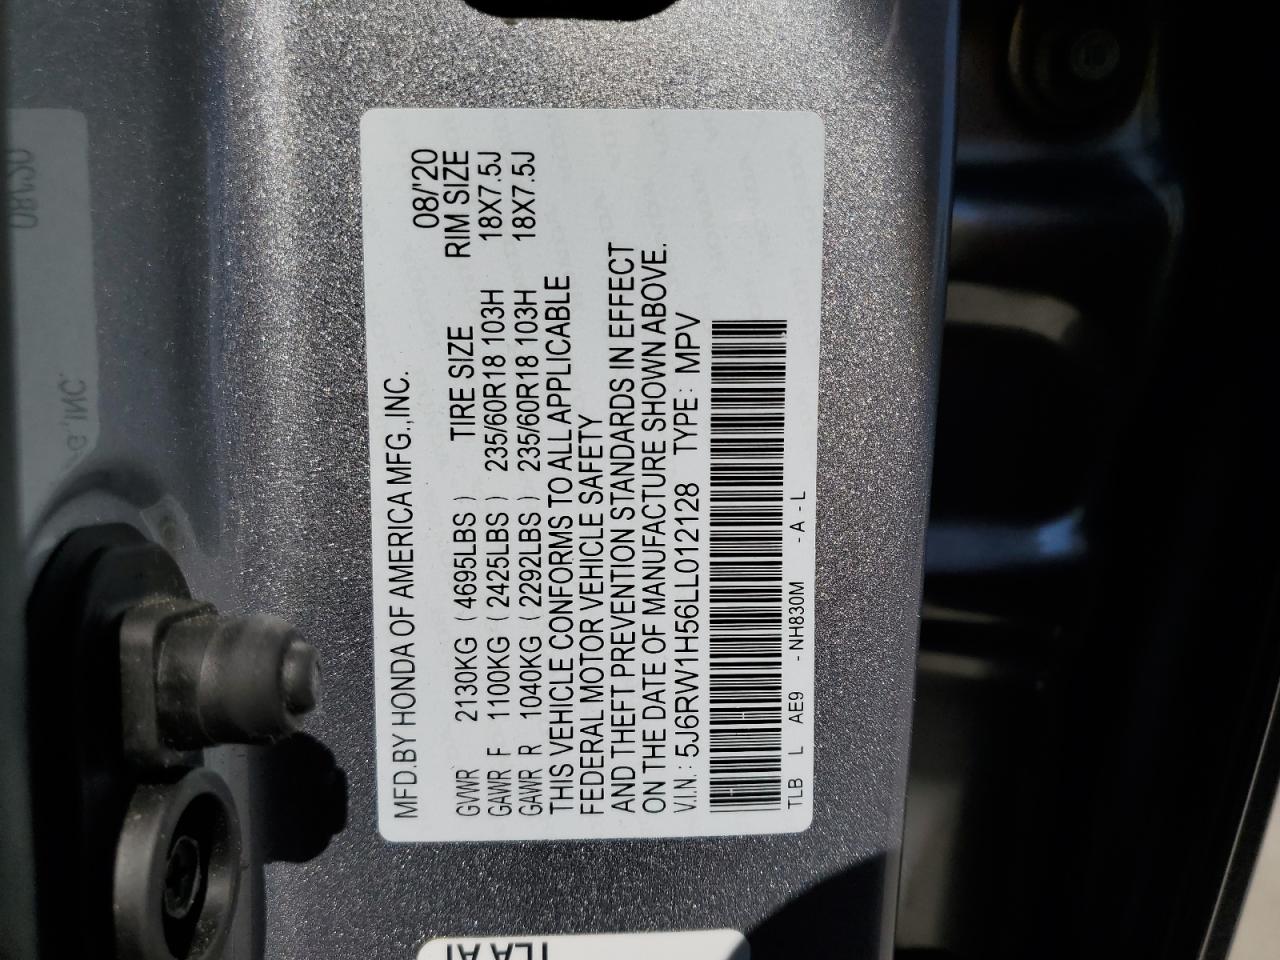 MFD.BY HONDA OF AMERICA MFG.,INC. 08/'20
GVWR 2130KG ( 4695LBS ) TIRE SIZE RIM SIZE
GAWR F 1100KG ( 2425LBS ) 235/60R18 103H 18X7.5J
GAWR R 1040KG ( 2292LBS ) 235/60R18 103H 18X7.5J
THIS VEHICLE CONFORMS TO ALL APPLICABLE
FEDERAL MOTOR VEHICLE SAFETY
AND THEFT PREVENTION STANDARDS IN EFFECT
ON THE DATE OF MANUFACTURE SHOWN ABOVE.
V.I.N.: 5J6RW1H56LL012128 TYPE: MPV
TLB L AE9 - NH830M - A - L